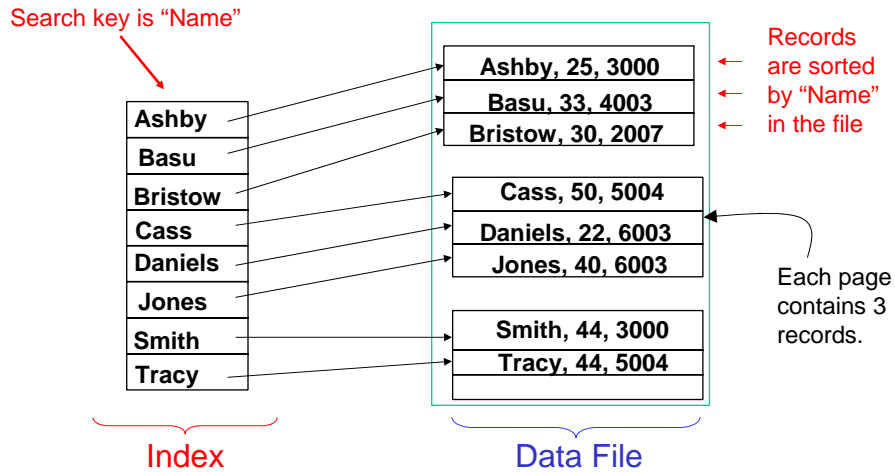 Search key is “Name”
Ashby
Basu
Bristow
Cass
Daniels
Jones
Smith
Tracy
Index
Ashby, 25, 3000
Basu, 33, 4003
Bristow, 30, 2007
Cass, 50, 5004
Daniels, 22, 6003
Jones, 40, 6003
Smith, 44, 3000
Tracy, 44, 5004
Data File
Records
are sorted
by “Name”
in the file
Each page
contains 3
records.